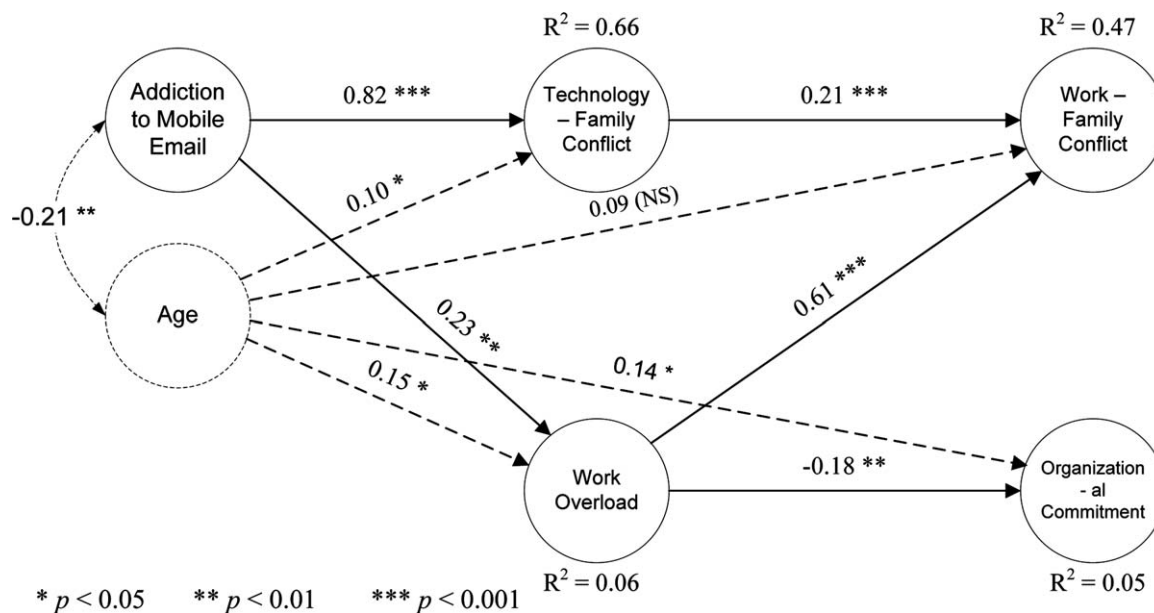 R² = 0.66
R² = 0.47
Addiction
to Mobile
Email
0.82 ***
Technology
– Family
Conflict
0.21 ***
Work –
Family
Conflict
-0.21 **
0.10 *
0.09 (NS)
Age
0.23 **
0.61 ***
0.15 *
0.14 *
Work
Overload
-0.18 **
Organization
- al
Commitment
R² = 0.06
R² = 0.05
* p < 0.05 ** p < 0.01 *** p < 0.001